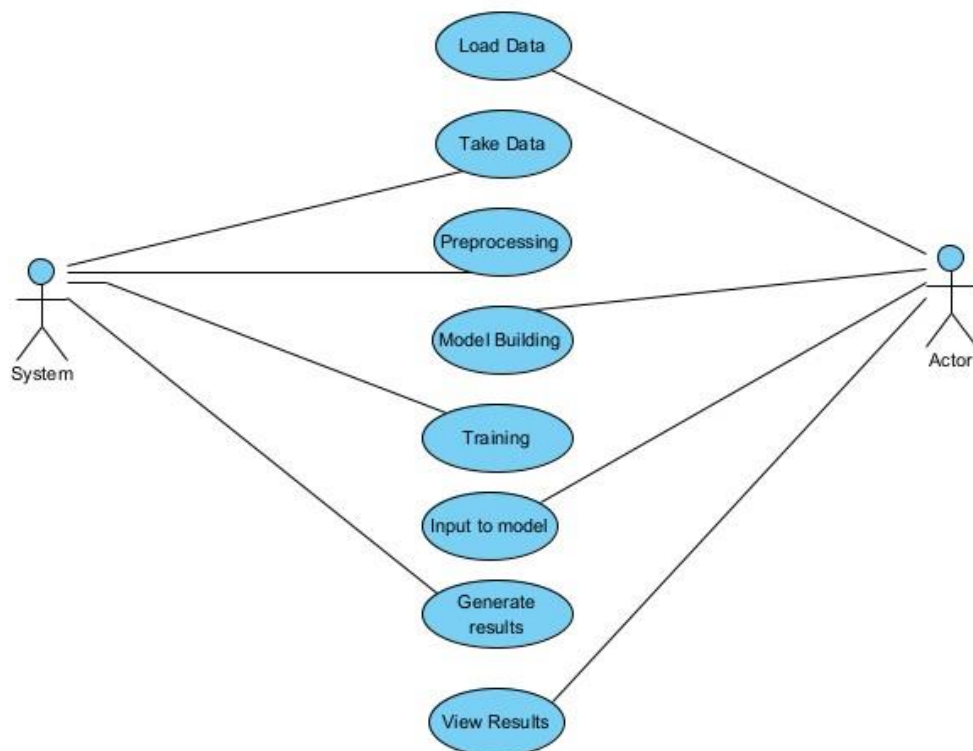 Load Data
Take Data
Preprocessing
Model Building
System
Actor
Training
Input to model
Generate
results
View Results